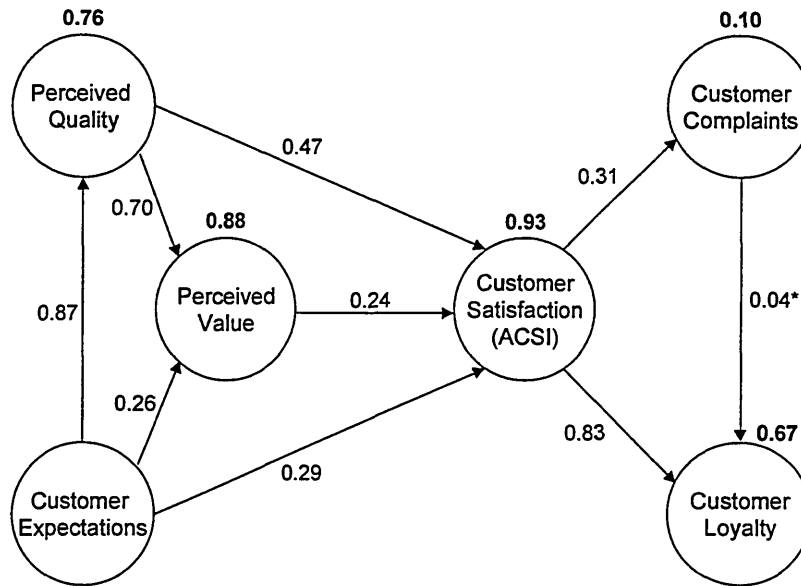 0.76
0.10
Perceived
Quality
Customer
Complaints
0.47
0.31
0.70
0.88
0.93
Perceived
Value
0.24
Customer
Satisfaction
(ACSI)
0.87
0.04*
0.26
0.29
0.83
0.67
Customer
Expectations
Customer
Loyalty